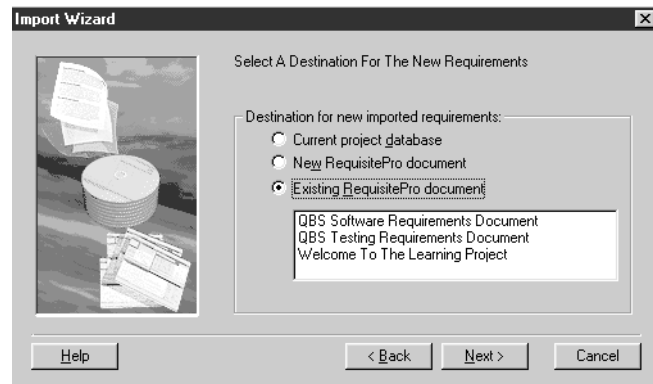 Import Wizard
Select A Destination For The New Requirements
Destination for new imported requirements:
Current project database
New RequisitePro document
Existing RequisitePro document
QBS Software Requirements Document
QBS Testing Requirements Document
Welcome To The Learning Project
Help
< Back
Next >
Cancel